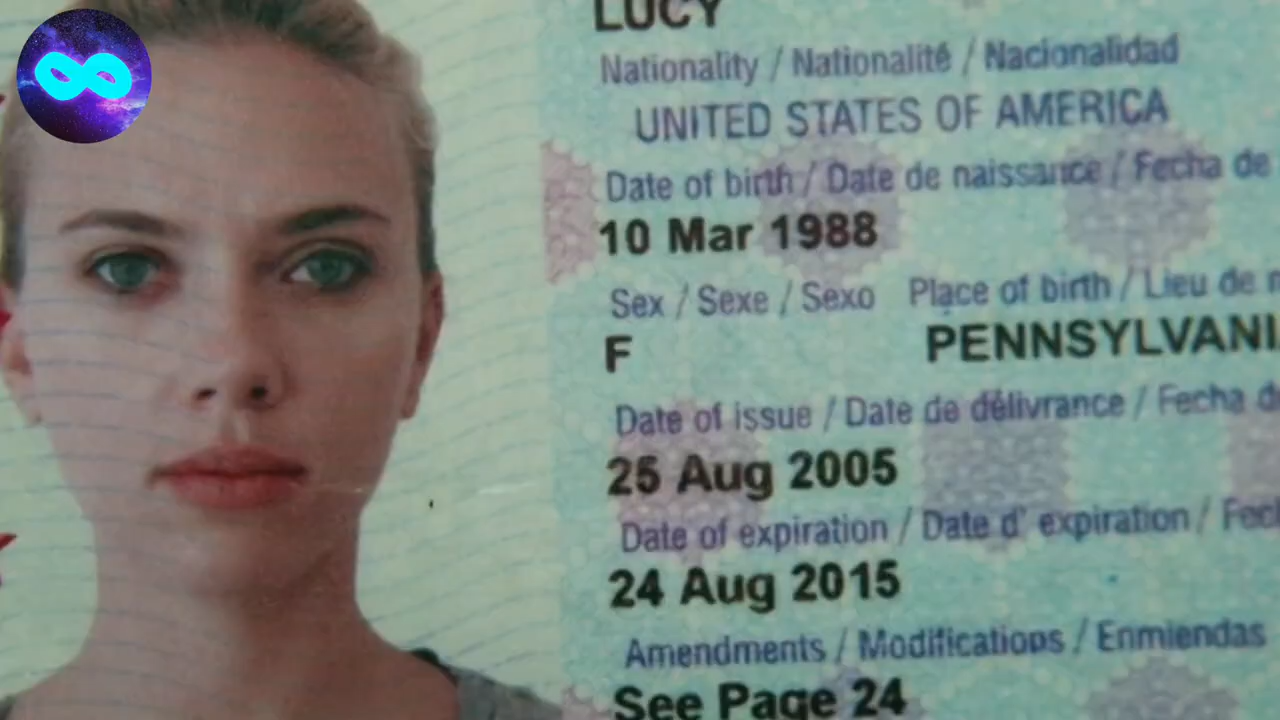 LUCY
Nationality / Nationalité / Nacionalidad
UNITED STATES OF AMERICA
Date of birth / Date de naissance / Fecha de
10 Mar 1988
Sex / Sexe / Sexo Place of birth / Lieu de
F PENNSYLVANI
Date of issue / Date de délivrance / Fecha d
25 Aug 2005
Date of expiration / Date d' expiration / Fec
24 Aug 2015
Amendments / Modifications / Enmiendas
See Page 24